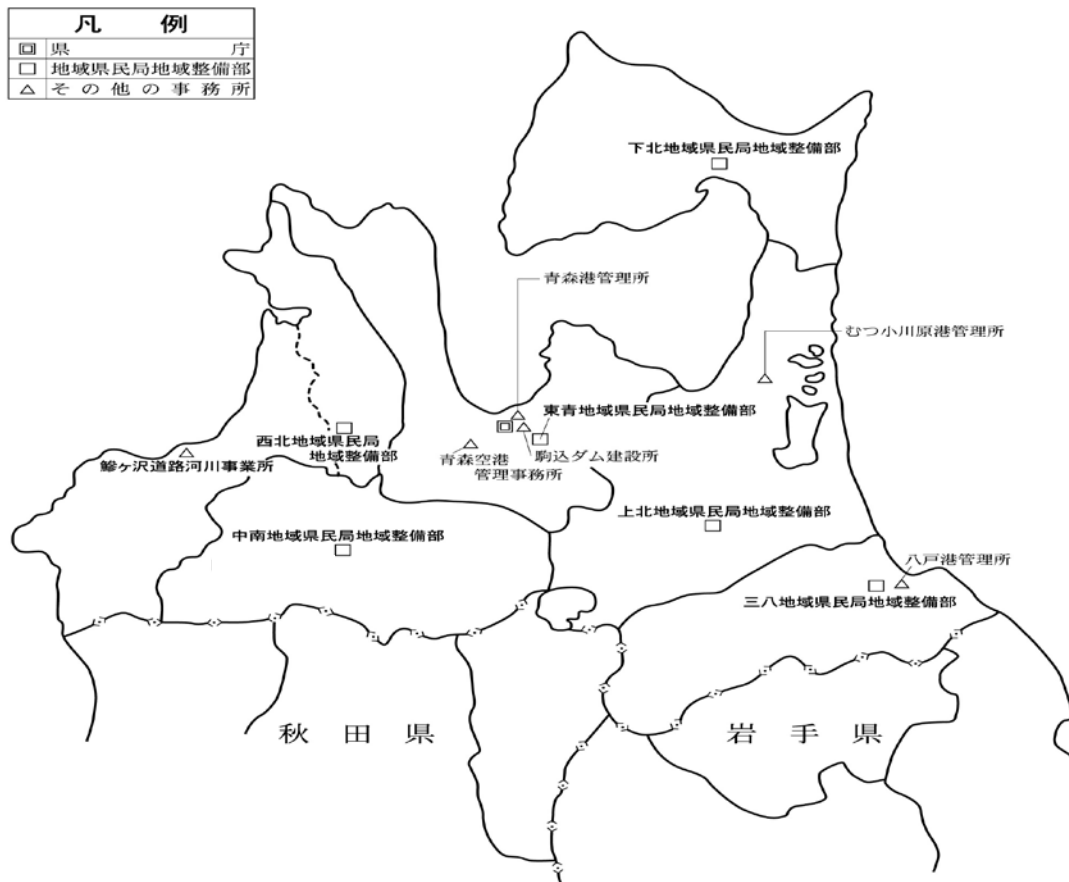 凡例
県庁
地域県民局地域整備部
その他の事務所
下北地域県民局地域整備部
青森港管理所
むつ小川原港管理所
東青地域県民局地域整備部
西北地域県民局
地域整備部
鰺ヶ沢道路河川事業所
青森空港
管理事務所
駒込ダム建設所
上北地域県民局地域整備部
中南地域県民局地域整備部
八戸港管理所
三八地域県民局地域整備部
秋田県
岩手県